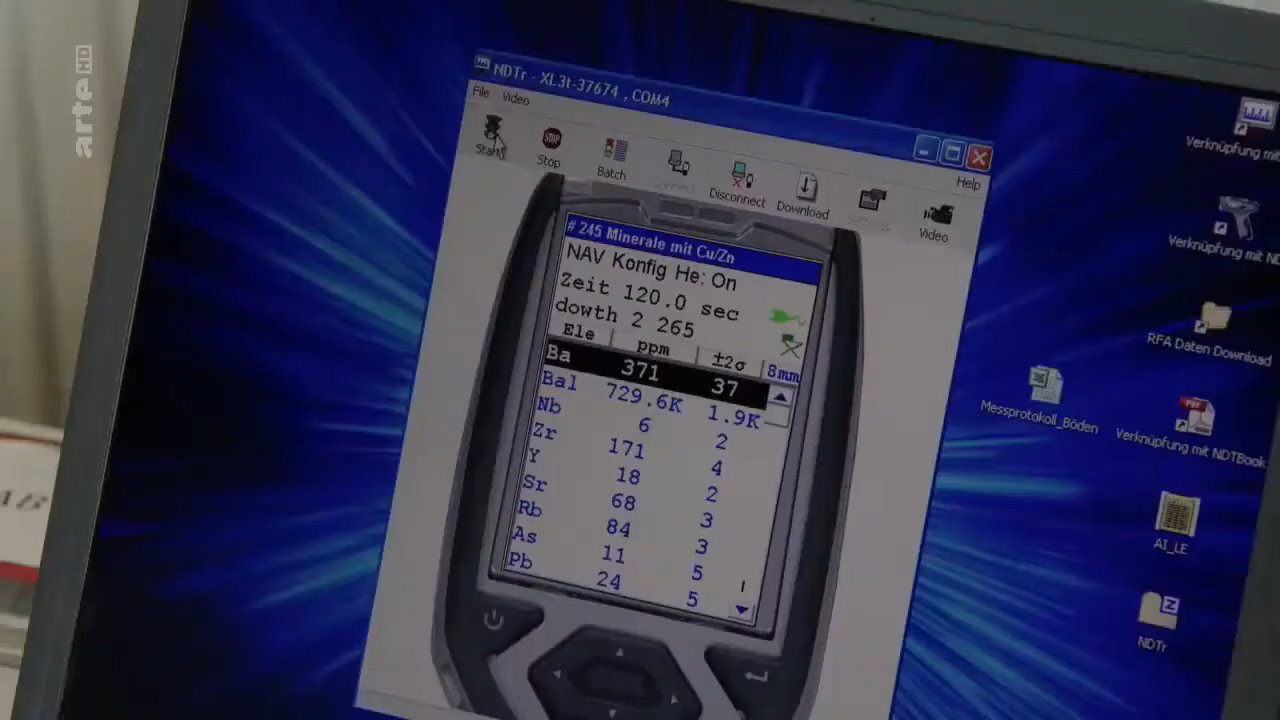 arte HD
NDTr - XL3t-37674 , COM4
File Video
Help
Start Stop Batch Connect Disconnect Download Video
# 245 Minerale mit Cu/Zn
NAV Konfig He: On
Zeit 120.0 sec
dowth 2 265
Ele ppm ±2σ 8mm
Ba 371 37
Bal 729.6K 1.9K
Nb 6 2
Zr 171 4
Y 18 2
Sr 68 3
Rb 84 3
As 11 5
Pb 24 5
Verknüpfung mit
Verknüpfung mit ND
RFA Daten Download
Messprotokoll_Böden
Verknüpfung mit NDTBook
AI_LE
NDTr